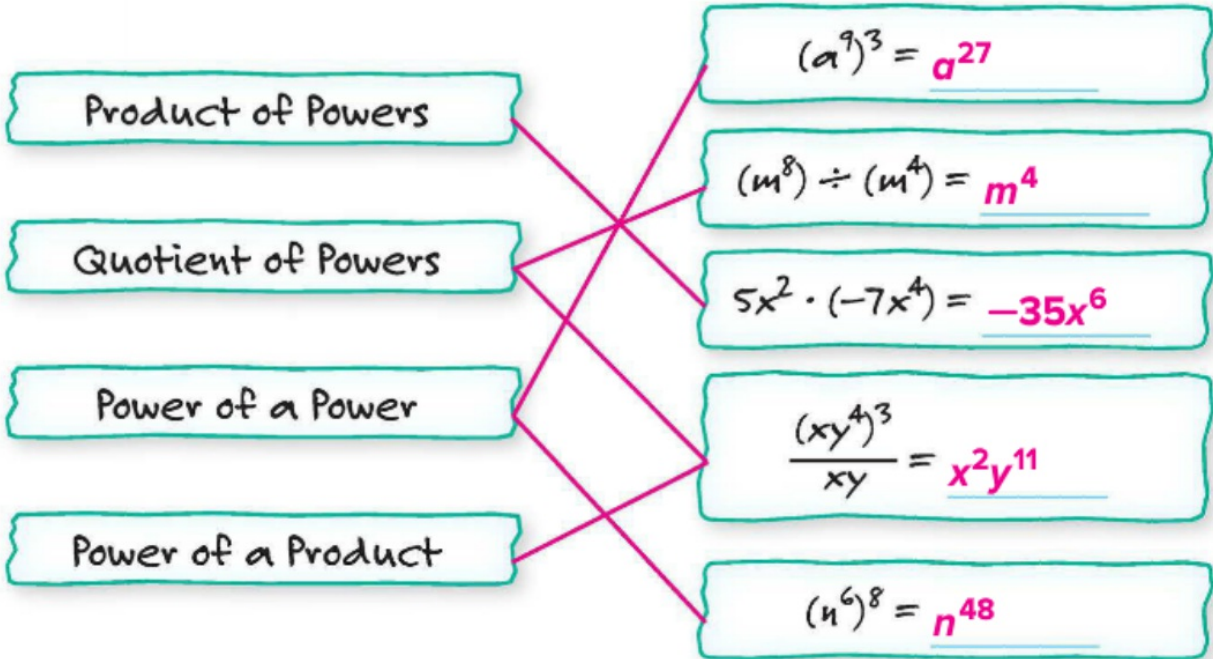 Product of Powers
Quotient of Powers
Power of a Power
Power of a Product
(a⁹)³ = a²⁷
(m⁸) ÷ (m⁴) = m⁴
5x² · (−7x⁴) = −35x⁶
(xy⁴)³ / xy = x²y¹¹
(n⁶)⁸ = n⁴⁸